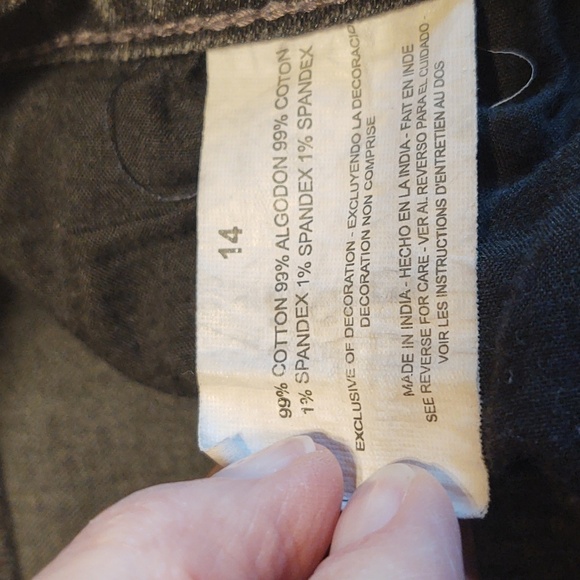 14
99% COTTON 99% ALGODON 99% COTON
1% SPANDEX 1% SPANDEX 1% SPANDEX
EXCLUSIVE OF DECORATION - EXCLUYENDO LA DECORACIO
DECORATION NON COMPRISE
MADE IN INDIA - HECHO EN LA INDIA - FAIT EN INDE
SEE REVERSE FOR CARE - VER AL REVERSO PARA EL CUIDADO -
VOIR LES INSTRUCTIONS D'ENTRETIEN AU DOS